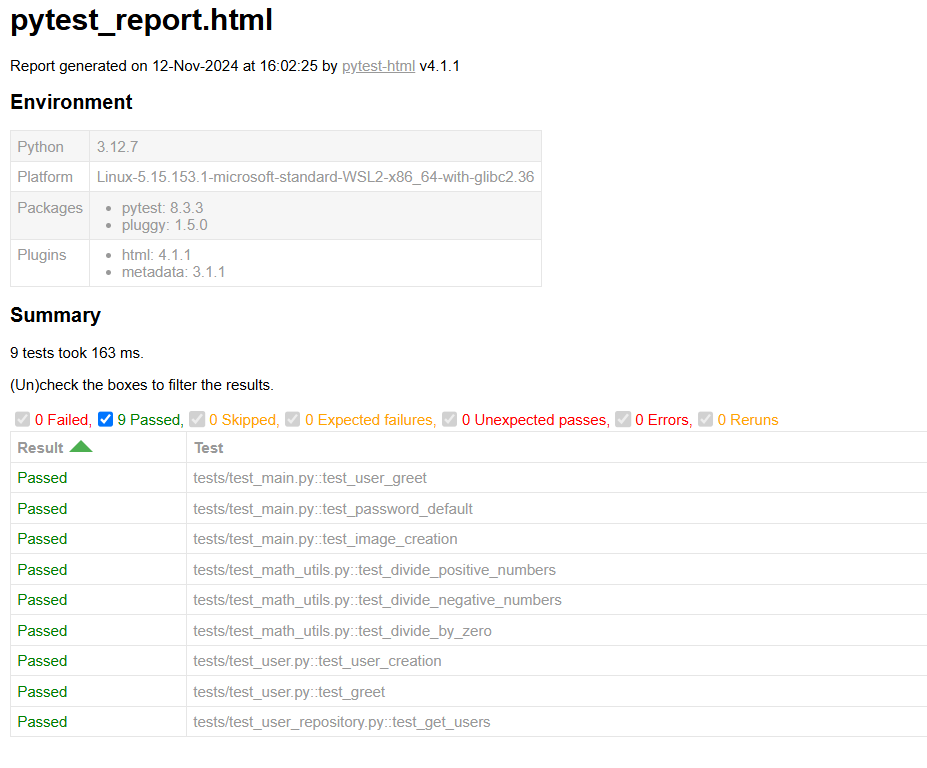 pytest_report.html
Report generated on 12-Nov-2024 at 16:02:25 by pytest-html v4.1.1
Environment
Python 3.12.7
Platform Linux-5.15.153.1-microsoft-standard-WSL2-x86_64-with-glibc2.36
Packages • pytest: 8.3.3
• pluggy: 1.5.0
Plugins • html: 4.1.1
• metadata: 3.1.1
Summary
9 tests took 163 ms.
(Un)check the boxes to filter the results.
0 Failed, 9 Passed, 0 Skipped, 0 Expected failures, 0 Unexpected passes, 0 Errors, 0 Reruns
Result Test
Passed tests/test_main.py::test_user_greet
Passed tests/test_main.py::test_password_default
Passed tests/test_main.py::test_image_creation
Passed tests/test_math_utils.py::test_divide_positive_numbers
Passed tests/test_math_utils.py::test_divide_negative_numbers
Passed tests/test_math_utils.py::test_divide_by_zero
Passed tests/test_user.py::test_user_creation
Passed tests/test_user.py::test_greet
Passed tests/test_user_repository.py::test_get_users